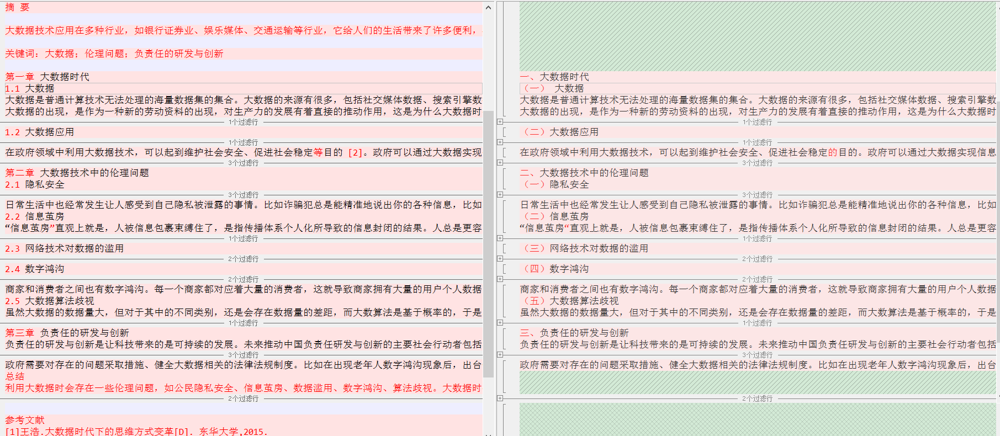 摘 要
大数据技术应用在多种行业，如银行证券业、娱乐媒体、交通运输等行业，它给人们的生活带来了许多便利，
关键词：大数据；伦理问题；负责任的研发与创新
第一章 大数据时代
1.1 大数据
大数据是普通计算技术无法处理的海量数据集的集合。大数据的来源有很多，包括社交媒体数据、搜索引擎数
大数据的出现，是作为一种新的劳动资料的出现，对生产力的发展有着直接的推动作用，这是为什么大数据时
1个过滤行
1.2 大数据应用
1个过滤行
在政府领域中利用大数据技术，可以起到维护社会安全、促进社会稳定等目的 [2]。政府可以通过大数据实现
3个过滤行
第二章 大数据技术中的伦理问题
2.1 隐私安全
3个过滤行
日常生活中也经常发生让人感受到自己隐私被泄露的事情。比如诈骗犯总是能精准地说出你的各种信息，比如
2.2 信息茧房
“信息茧房”直观上就是，人被信息包裹束缚住了，是指传播体系个人化所导致的信息封闭的结果。人总是更容
1个过滤行
2.3 网络技术对数据的滥用
2个过滤行
2.4 数字鸿沟
2个过滤行
商家和消费者之间也有数字鸿沟。每一个商家都对应着大量的消费者，这就导致商家拥有大量的用户个人数据
2.5 大数据算法歧视
虽然大数据的数据量大，但对于其中的不同类别，还是会存在数据量的差距，而大数算法是基于概率的，于是
1个过滤行
第三章 负责任的研发与创新
负责任的研发与创新是让科技带来的是可持续的发展。未来推动中国负责任研发与创新的主要社会行动者包括
3个过滤行
政府需要对存在的问题采取措施、健全大数据相关的法律法规制度。比如在出现老年人数字鸿沟现象后，出台
总结
利用大数据时会存在一些伦理问题，如公民隐私安全、信息茧房、数据滥用、数字鸿沟、算法歧视。大数据时
2个过滤行
参考文献
[1]王浩.大数据时代下的思维方式变革[D]. 东华大学,2015.
一、大数据时代
（一） 大数据
大数据是普通计算技术无法处理的海量数据集的集合。大数据的来源有很多，包括社交媒体数据、搜索引擎数
大数据的出现，是作为一种新的劳动资料的出现，对生产力的发展有着直接的推动作用，这是为什么大数据时
1个过滤行
（二）大数据应用
1个过滤行
在政府领域中利用大数据技术，可以起到维护社会安全、促进社会稳定的目的。政府可以通过大数据实现信息
3个过滤行
二、大数据技术中的伦理问题
（一）隐私安全
3个过滤行
日常生活中也经常发生让人感受到自己隐私被泄露的事情。比如诈骗犯总是能精准地说出你的各种信息，比如
（二）信息茧房
“信息茧房“直观上就是，人被信息包裹束缚住了，是指传播体系个人化所导致的信息封闭的结果。人总是更容
1个过滤行
（三）网络技术对数据的滥用
2个过滤行
（四）数字鸿沟
2个过滤行
商家和消费者之间也有数字鸿沟。每一个商家都对应着大量的消费者，这就导致商家拥有大量的用户个人数据
（五）大数据算法歧视
虽然大数据的数据量大，但对于其中的不同类别，还是会存在数据量的差距，而大数算法是基于概率的，于是
1个过滤行
三、负责任的研发与创新
负责任的研发与创新是让科技带来的是可持续的发展。未来推动中国负责任研发与创新的主要社会行动者包括
3个过滤行
政府需要对存在的问题采取措施、健全大数据相关的法律法规制度。比如在出现老年人数字鸿沟现象后，出台
2个过滤行